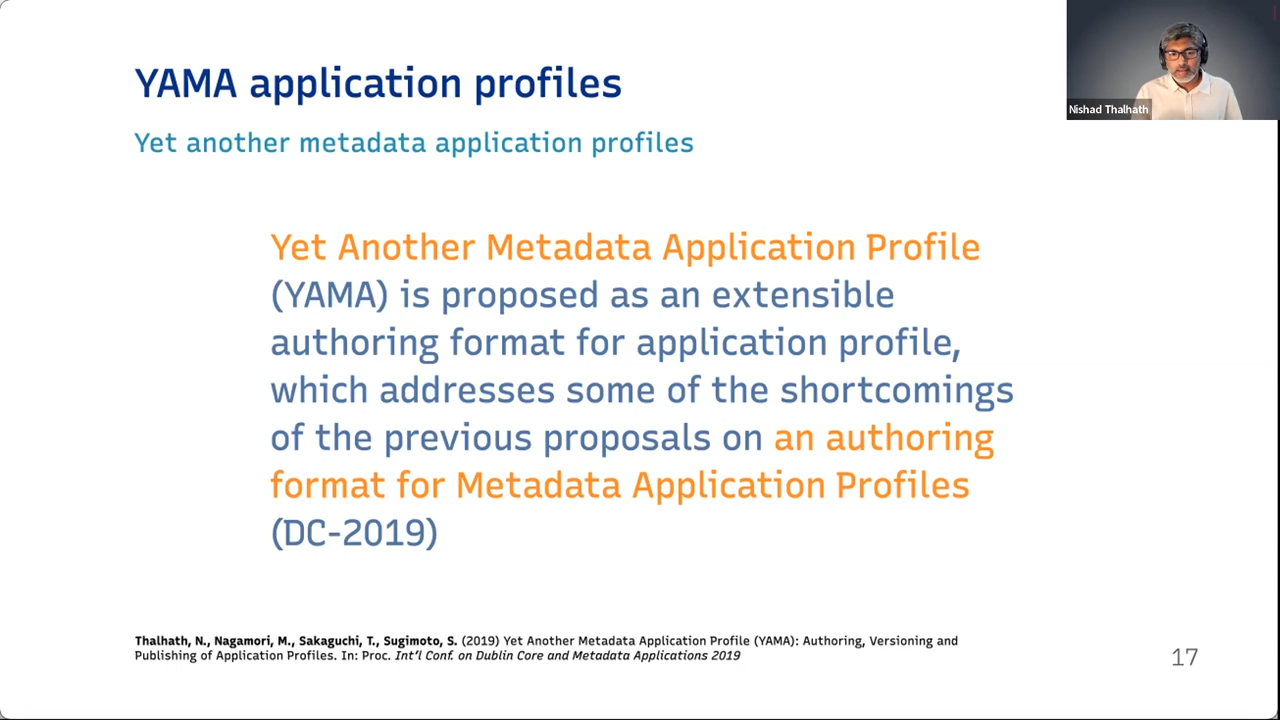 YAMA application profiles
Yet another metadata application profiles
Yet Another Metadata Application Profile
(YAMA) is proposed as an extensible
authoring format for application profile,
which addresses some of the shortcomings
of the previous proposals on an authoring
format for Metadata Application Profiles
(DC-2019)
Thalhath, N., Nagamori, M., Sakaguchi, T., Sugimoto, S. (2019) Yet Another Metadata Application Profile (YAMA): Authoring, Versioning and
Publishing of Application Profiles. In: Proc. Int'l Conf. on Dublin Core and Metadata Applications 2019
17
Nishad Thalhath